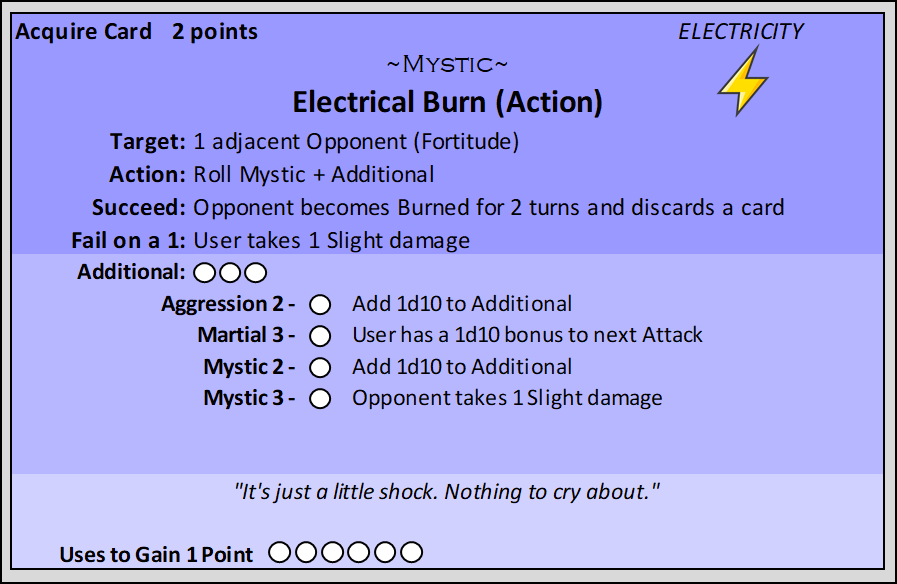 Acquire Card 2 points
ELECTRICITY
~Mystic~
Electrical Burn (Action)
Target: 1 adjacent Opponent (Fortitude)
Action: Roll Mystic + Additional
Succeed: Opponent becomes Burned for 2 turns and discards a card
Fail on a 1: User takes 1 Slight damage
Additional:
Aggression 2 - Add 1d10 to Additional
Martial 3 - User has a 1d10 bonus to next Attack
Mystic 2 - Add 1d10 to Additional
Mystic 3 - Opponent takes 1 Slight damage
"It's just a little shock. Nothing to cry about."
Uses to Gain 1 Point